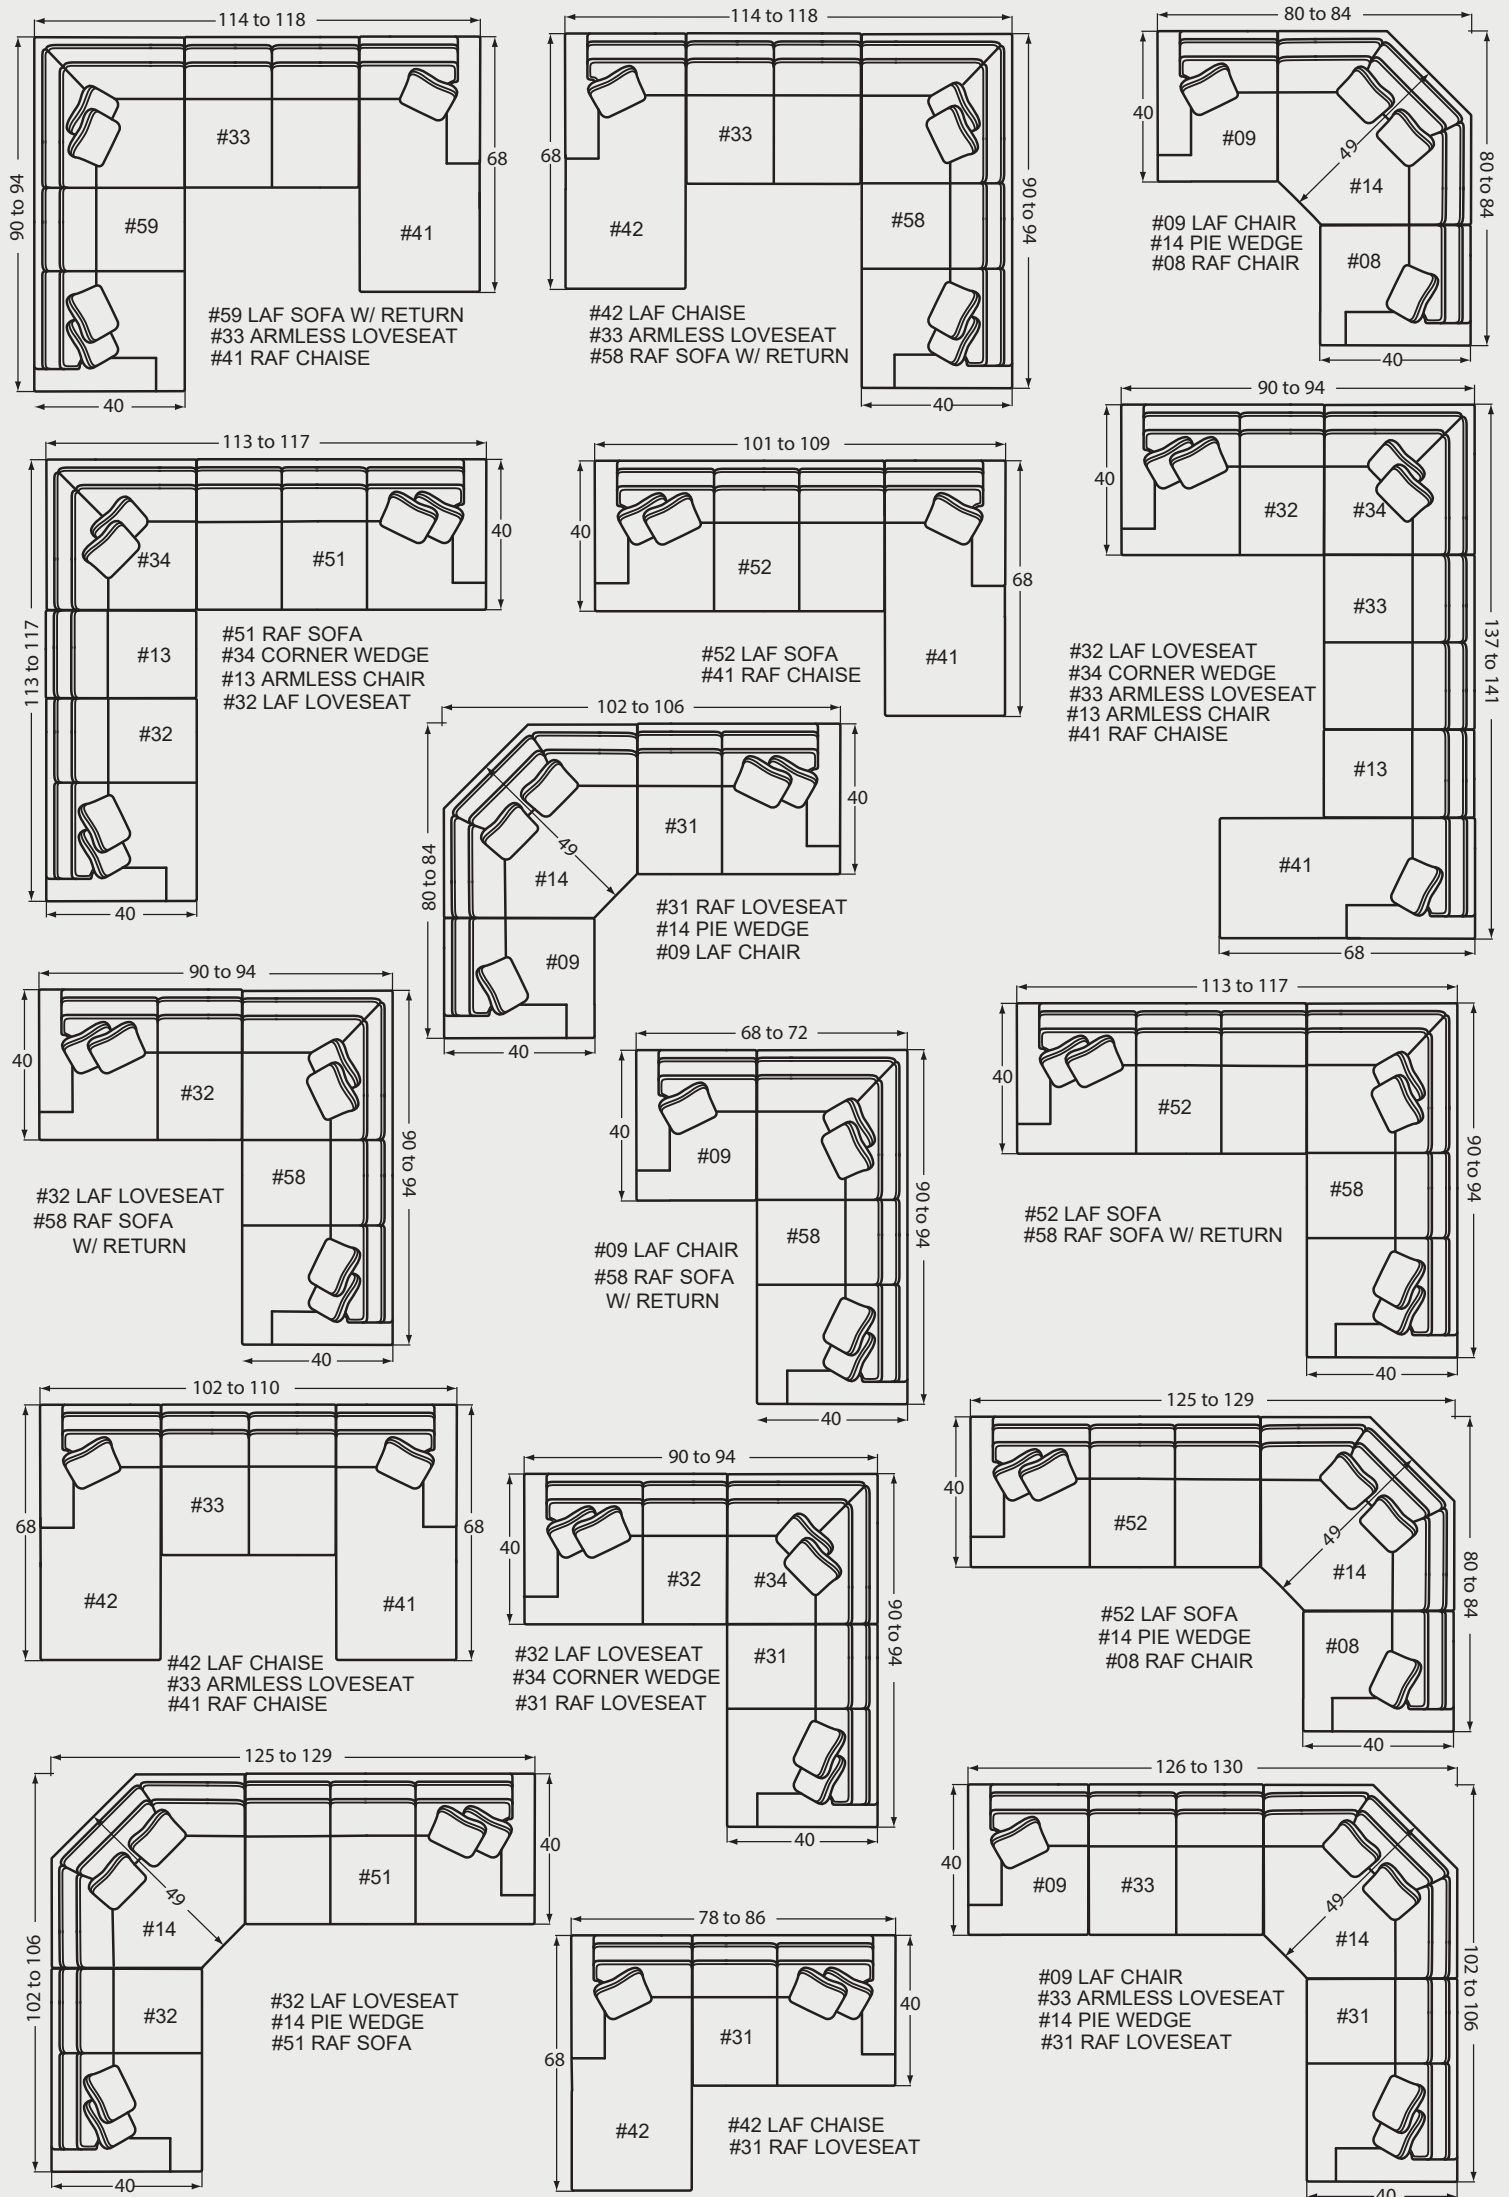 114 to 118
90 to 94
#33
68
#59
#41
#59 LAF SOFA W/ RETURN
#33 ARMLESS LOVESEAT
#41 RAF CHAISE
40
114 to 118
68
#33
90 to 94
#42
#58
#42 LAF CHAISE
#33 ARMLESS LOVESEAT
#58 RAF SOFA W/ RETURN
40
80 to 84
40
#09
49
80 to 84
#14
#09 LAF CHAIR
#14 PIE WEDGE
#08 RAF CHAIR
#08
40
113 to 117
40
#34
#51
113 to 117
#13
#32
#51 RAF SOFA
#34 CORNER WEDGE
#13 ARMLESS CHAIR
#32 LAF LOVESEAT
40
101 to 109
40
#52
68
#41
#52 LAF SOFA
#41 RAF CHAISE
90 to 94
40
#32
#34
#33
137 to 141
#13
#41
#32 LAF LOVESEAT
#34 CORNER WEDGE
#33 ARMLESS LOVESEAT
#13 ARMLESS CHAIR
#41 RAF CHAISE
68
102 to 106
40
80 to 84
49
#31
#14
#09
#31 RAF LOVESEAT
#14 PIE WEDGE
#09 LAF CHAIR
40
90 to 94
40
#32
90 to 94
#58
#32 LAF LOVESEAT
#58 RAF SOFA
W/ RETURN
40
68 to 72
40
#09
90 to 94
#58
#09 LAF CHAIR
#58 RAF SOFA
W/ RETURN
40
113 to 117
40
#52
90 to 94
#58
#52 LAF SOFA
#58 RAF SOFA W/ RETURN
40
102 to 110
68
#33
68
#42
#41
#42 LAF CHAISE
#33 ARMLESS LOVESEAT
#41 RAF CHAISE
90 to 94
40
#32
#34
90 to 94
#31
#32 LAF LOVESEAT
#34 CORNER WEDGE
#31 RAF LOVESEAT
40
125 to 129
40
#52
49
#14
80 to 84
#08
#52 LAF SOFA
#14 PIE WEDGE
#08 RAF CHAIR
40
125 to 129
40
49
#51
#14
102 to 106
#32
#32 LAF LOVESEAT
#14 PIE WEDGE
#51 RAF SOFA
40
78 to 86
40
68
#31
#42
#42 LAF CHAISE
#31 RAF LOVESEAT
126 to 130
40
#09
#33
49
#14
102 to 106
#31
#09 LAF CHAIR
#33 ARMLESS LOVESEAT
#14 PIE WEDGE
#31 RAF LOVESEAT
40